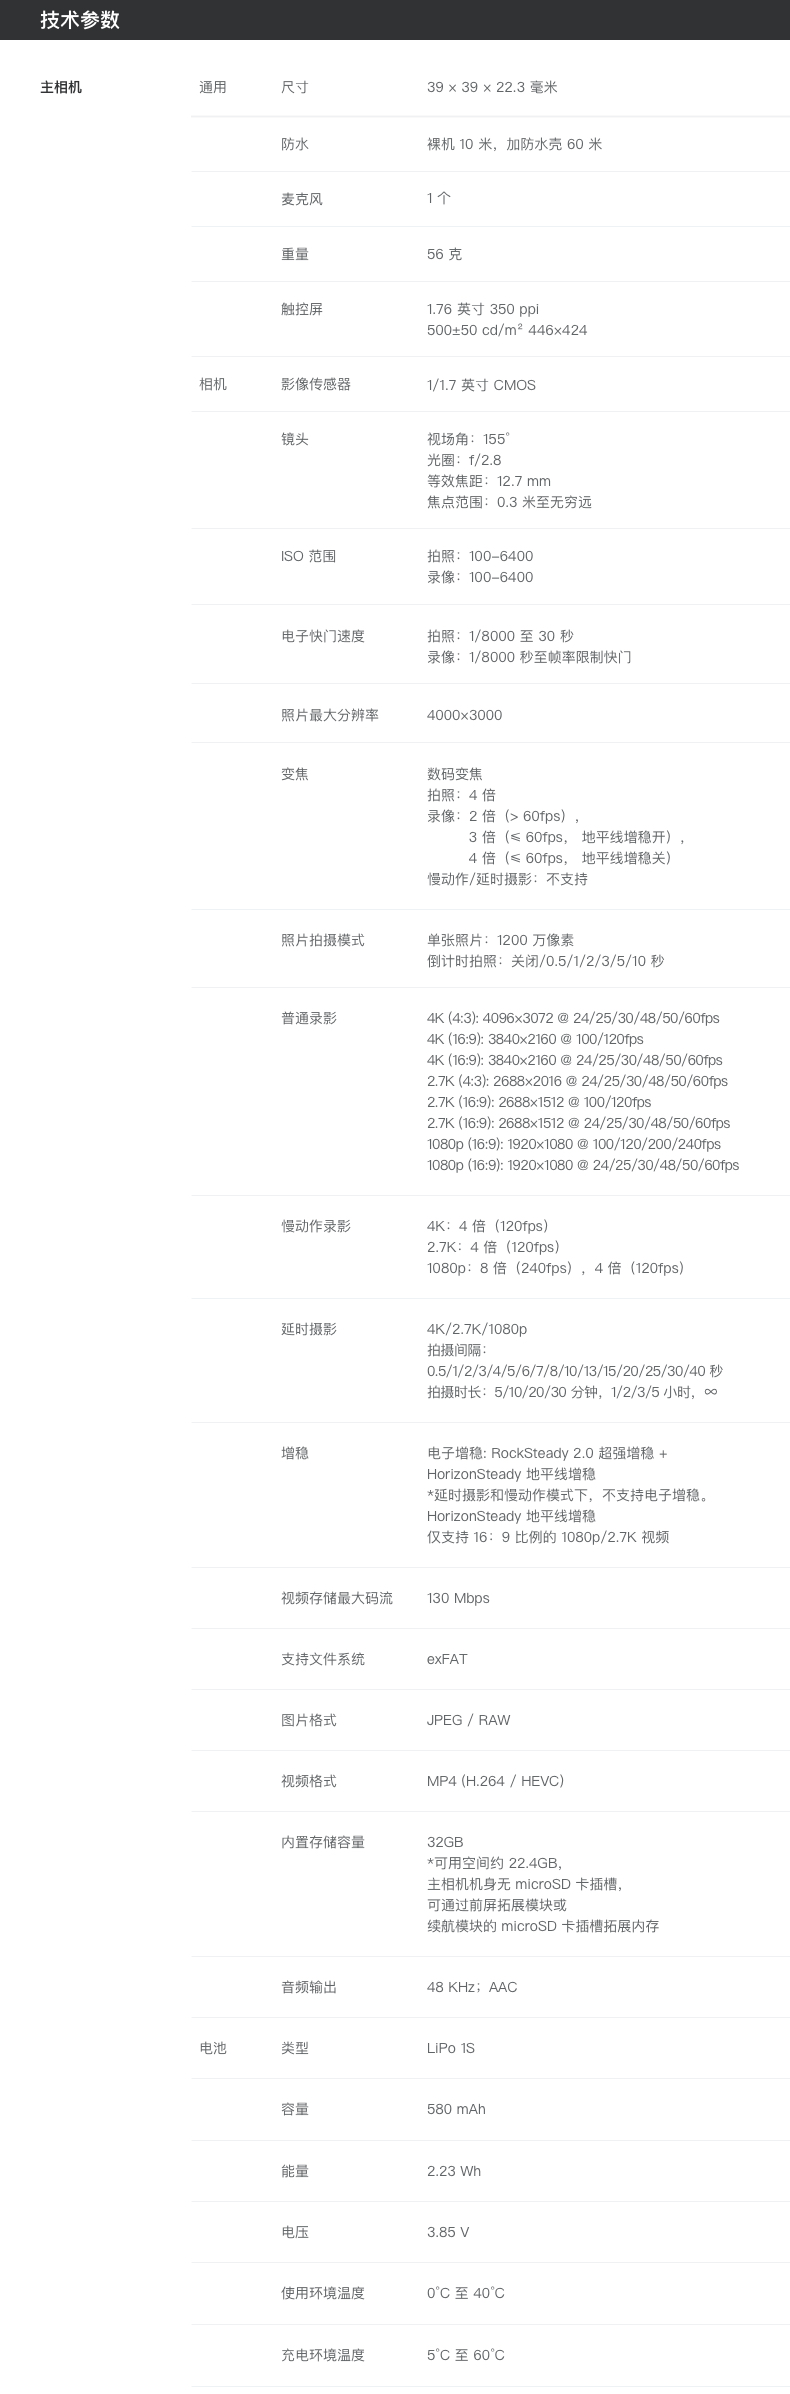 技术参数
主相机 通用 尺寸 39 × 39 × 22.3 毫米
防水 裸机 10 米，加防水壳 60 米
麦克风 1 个
重量 56 克
触控屏 1.76 英寸 350 ppi
500±50 cd/m² 446×424
相机 影像传感器 1/1.7 英寸 CMOS
镜头 视场角：155°
光圈：f/2.8
等效焦距：12.7 mm
焦点范围：0.3 米至无穷远
ISO 范围 拍照：100–6400
录像：100–6400
电子快门速度 拍照：1/8000 至 30 秒
录像：1/8000 秒至帧率限制快门
照片最大分辨率 4000×3000
变焦 数码变焦
拍照：4 倍
录像：2 倍（> 60fps），
3 倍（≤ 60fps， 地平线增稳开），
4 倍（≤ 60fps， 地平线增稳关）
慢动作/延时摄影：不支持
照片拍摄模式 单张照片：1200 万像素
倒计时拍照：关闭/0.5/1/2/3/5/10 秒
普通录影 4K (4:3): 4096×3072 @ 24/25/30/48/50/60fps
4K (16:9): 3840×2160 @ 100/120fps
4K (16:9): 3840×2160 @ 24/25/30/48/50/60fps
2.7K (4:3): 2688×2016 @ 24/25/30/48/50/60fps
2.7K (16:9): 2688×1512 @ 100/120fps
2.7K (16:9): 2688×1512 @ 24/25/30/48/50/60fps
1080p (16:9): 1920×1080 @ 100/120/200/240fps
1080p (16:9): 1920×1080 @ 24/25/30/48/50/60fps
慢动作录影 4K：4 倍（120fps）
2.7K：4 倍（120fps）
1080p：8 倍（240fps），4 倍（120fps）
延时摄影 4K/2.7K/1080p
拍摄间隔：
0.5/1/2/3/4/5/6/7/8/10/13/15/20/25/30/40 秒
拍摄时长：5/10/20/30 分钟，1/2/3/5 小时，∞
增稳 电子增稳: RockSteady 2.0 超强增稳 +
HorizonSteady 地平线增稳
*延时摄影和慢动作模式下，不支持电子增稳。
HorizonSteady 地平线增稳
仅支持 16：9 比例的 1080p/2.7K 视频
视频存储最大码流 130 Mbps
支持文件系统 exFAT
图片格式 JPEG / RAW
视频格式 MP4 (H.264 / HEVC)
内置存储容量 32GB
*可用空间约 22.4GB，
主相机机身无 microSD 卡插槽，
可通过前屏拓展模块或
续航模块的 microSD 卡插槽拓展内存
音频输出 48 KHz；AAC
电池 类型 LiPo 1S
容量 580 mAh
能量 2.23 Wh
电压 3.85 V
使用环境温度 0°C 至 40°C
充电环境温度 5°C 至 60°C